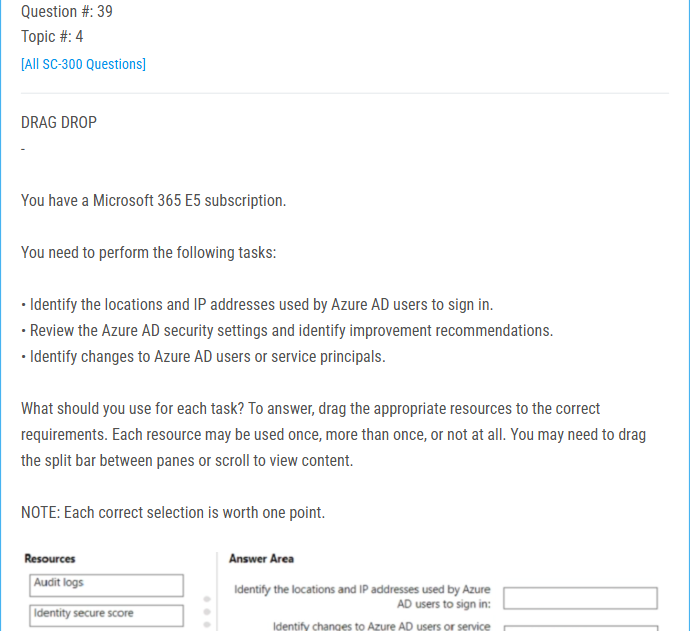 Question #: 39
Topic #: 4
[All SC-300 Questions]
DRAG DROP
-
You have a Microsoft 365 E5 subscription.
You need to perform the following tasks:
• Identify the locations and IP addresses used by Azure AD users to sign in.
• Review the Azure AD security settings and identify improvement recommendations.
• Identify changes to Azure AD users or service principals.
What should you use for each task? To answer, drag the appropriate resources to the correct
requirements. Each resource may be used once, more than once, or not at all. You may need to drag
the split bar between panes or scroll to view content.
NOTE: Each correct selection is worth one point.
Resources
Audit logs
Identity secure score
Answer Area
Identify the locations and IP addresses used by Azure
AD users to sign in:
Identify changes to Azure AD users or service